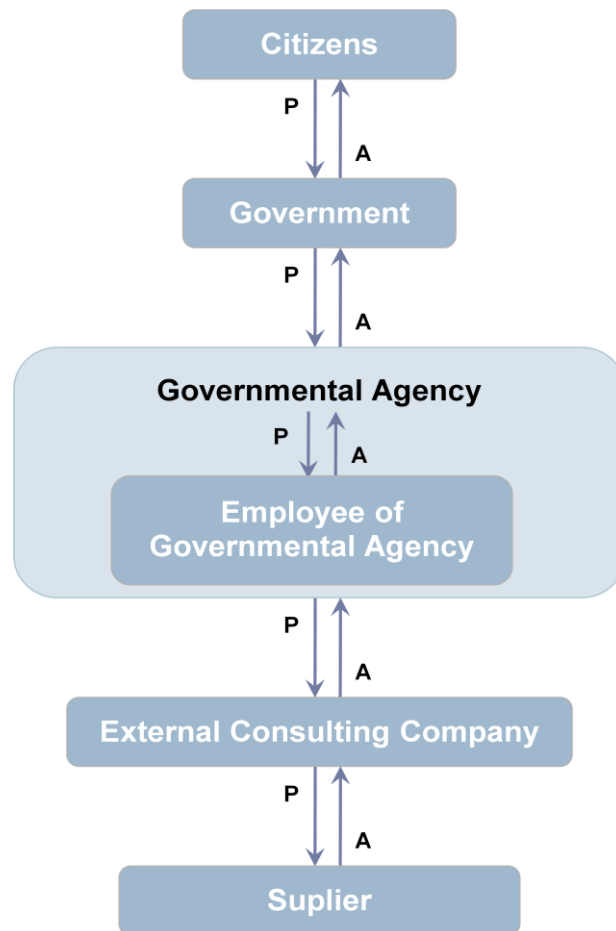 Citizens
P
A
Government
P
A
Governmental Agency
P
A
Employee of
Governmental Agency
P
A
External Consulting Company
P
A
Suplier